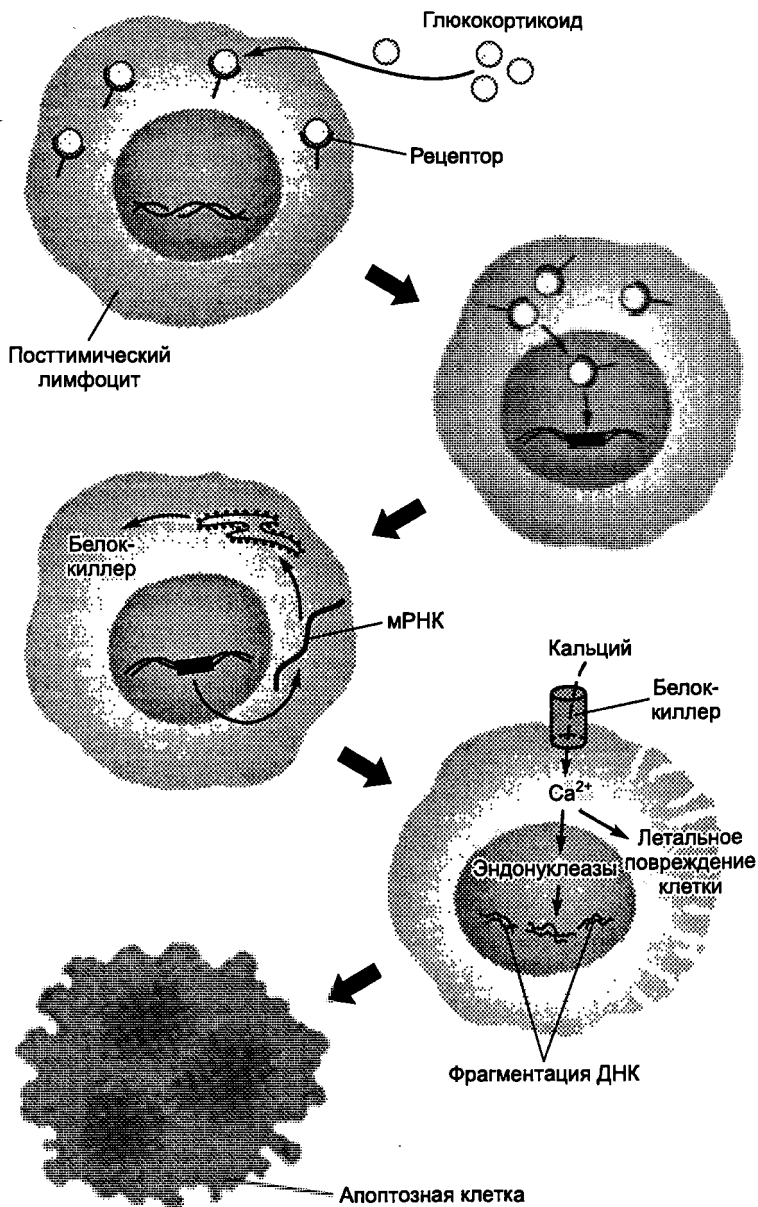 Глюкокортикоид
Рецептор
Посттимический
лимфоцит
Белок-
киллер
мРНК
Кальций
Белок-
киллер
Ca²⁺
Летальное
повреждение
клетки
Эндонуклеазы
Фрагментация ДНК
Апоптозная клетка